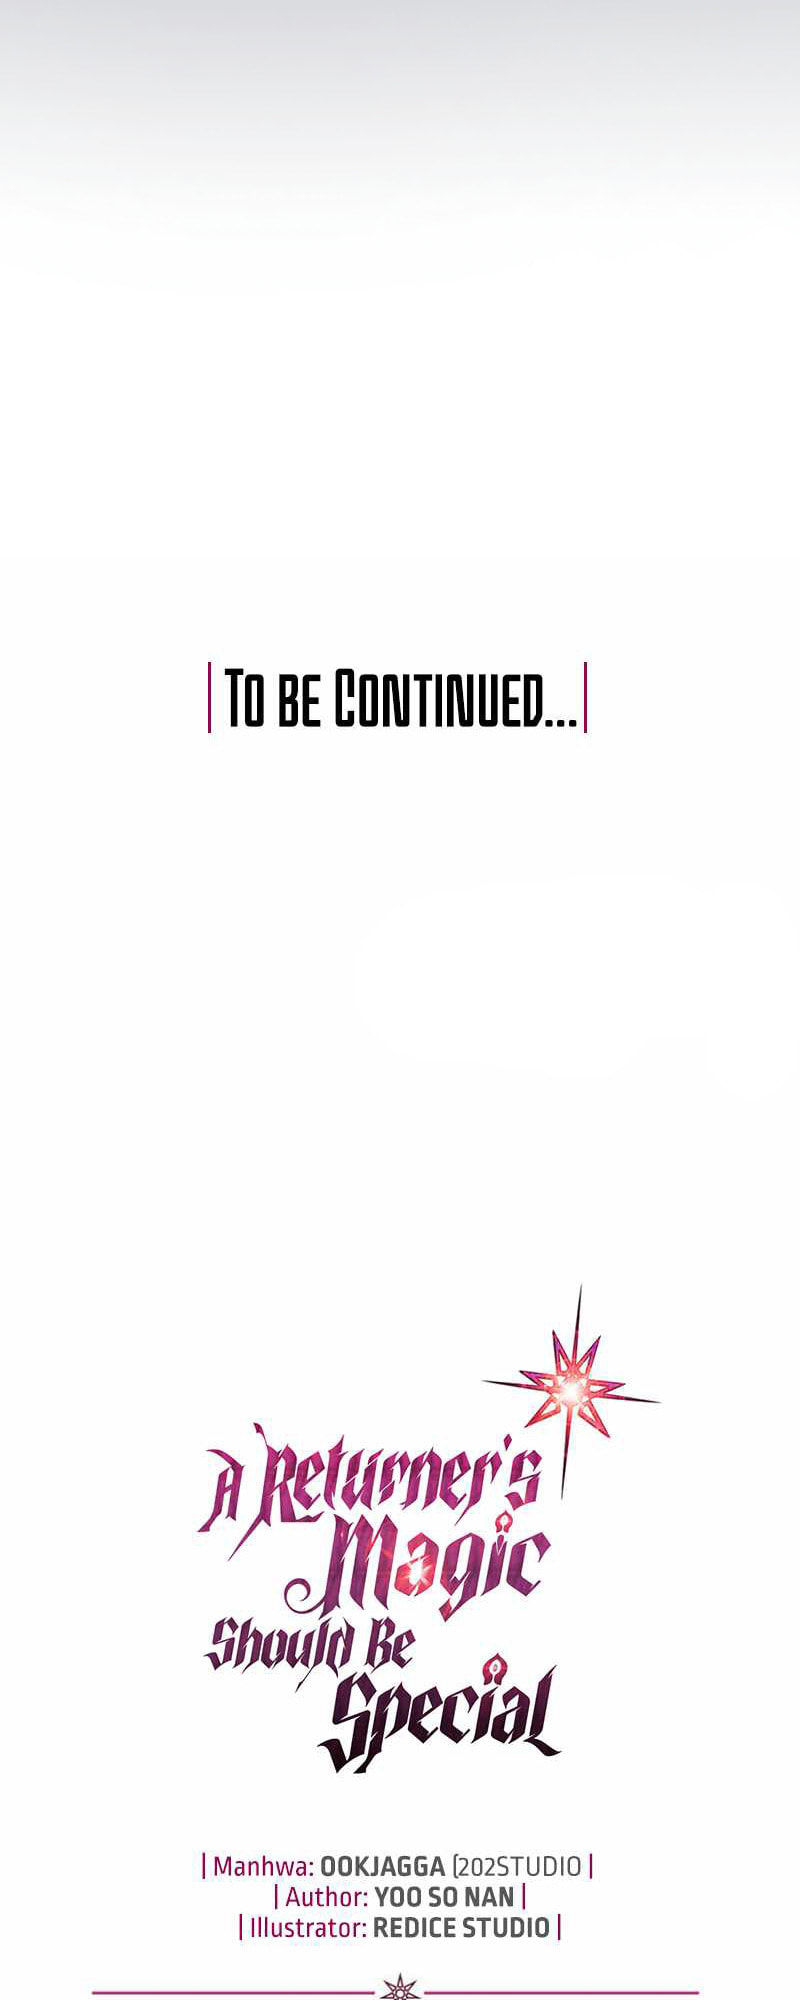 To be Continued...
A Returner's
Magic
Should Be
Special
| Manhwa: OOKJAGGA (202STUDIO |
| Author: YOO SO NAN |
| Illustrator: REDICE STUDIO |